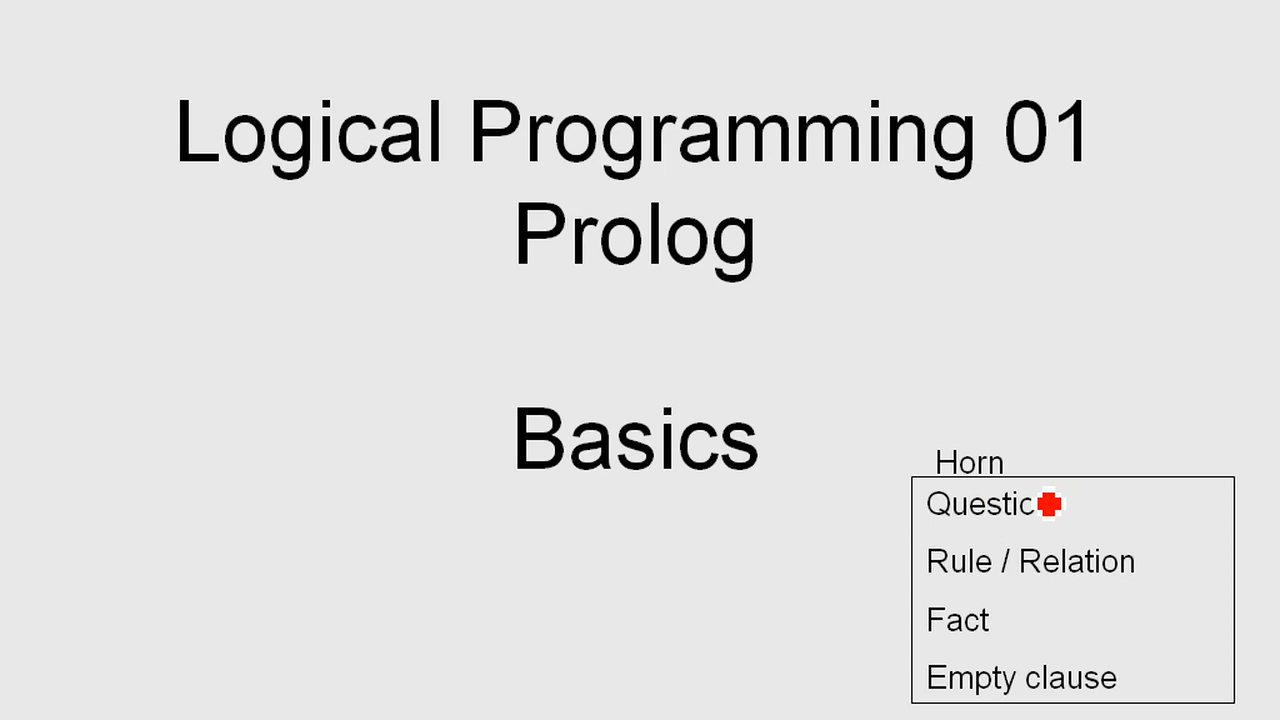 Logical Programming 01
Prolog
Basics
Horn
Rule / Relation
Fact
Empty clause